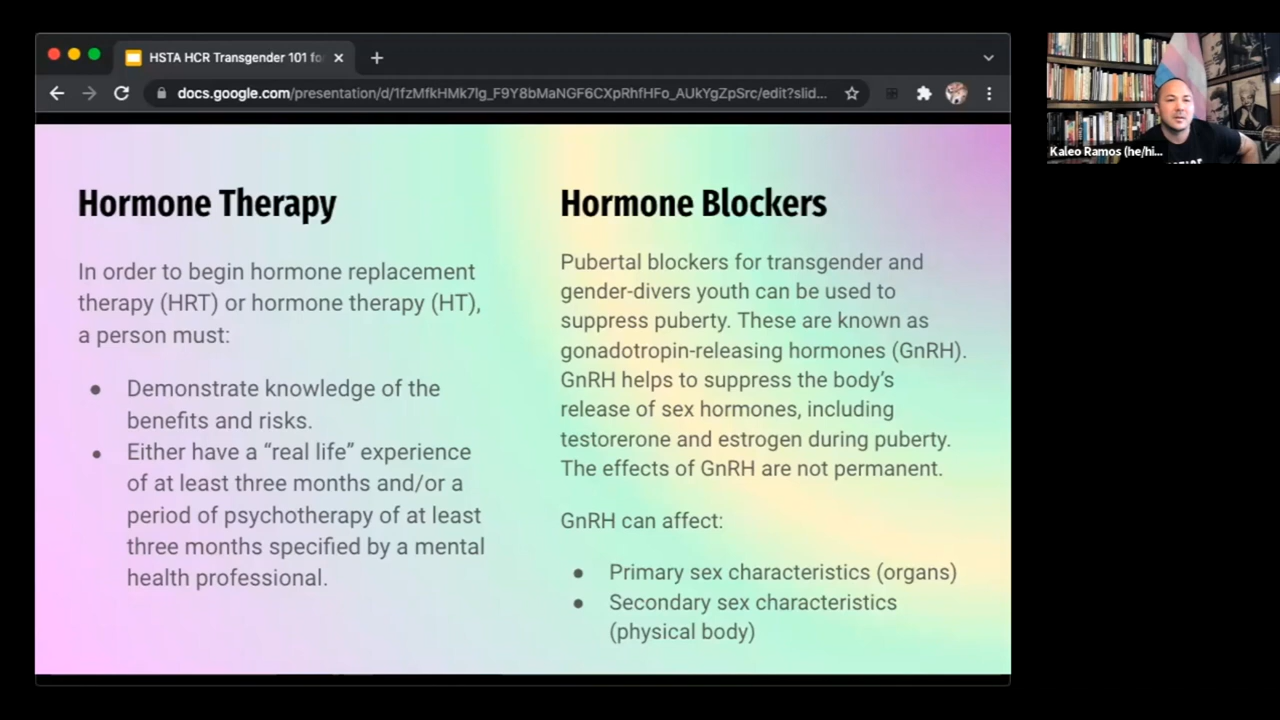 HSTA HCR Transgender 101 fo
docs.google.com/presentation/d/1fzMfkHMk7lg_F9Y8bMaNGF6CXpRhfHFo_AUkYgZpSrc/edit?slid...
Kaleo Ramos (he/hi...
Hormone Therapy
In order to begin hormone replacement
therapy (HRT) or hormone therapy (HT),
a person must:
● Demonstrate knowledge of the
benefits and risks.
● Either have a “real life” experience
of at least three months and/or a
period of psychotherapy of at least
three months specified by a mental
health professional.
Hormone Blockers
Pubertal blockers for transgender and
gender-divers youth can be used to
suppress puberty. These are known as
gonadotropin-releasing hormones (GnRH).
GnRH helps to suppress the body’s
release of sex hormones, including
testorerone and estrogen during puberty.
The effects of GnRH are not permanent.
GnRH can affect:
● Primary sex characteristics (organs)
● Secondary sex characteristics
(physical body)